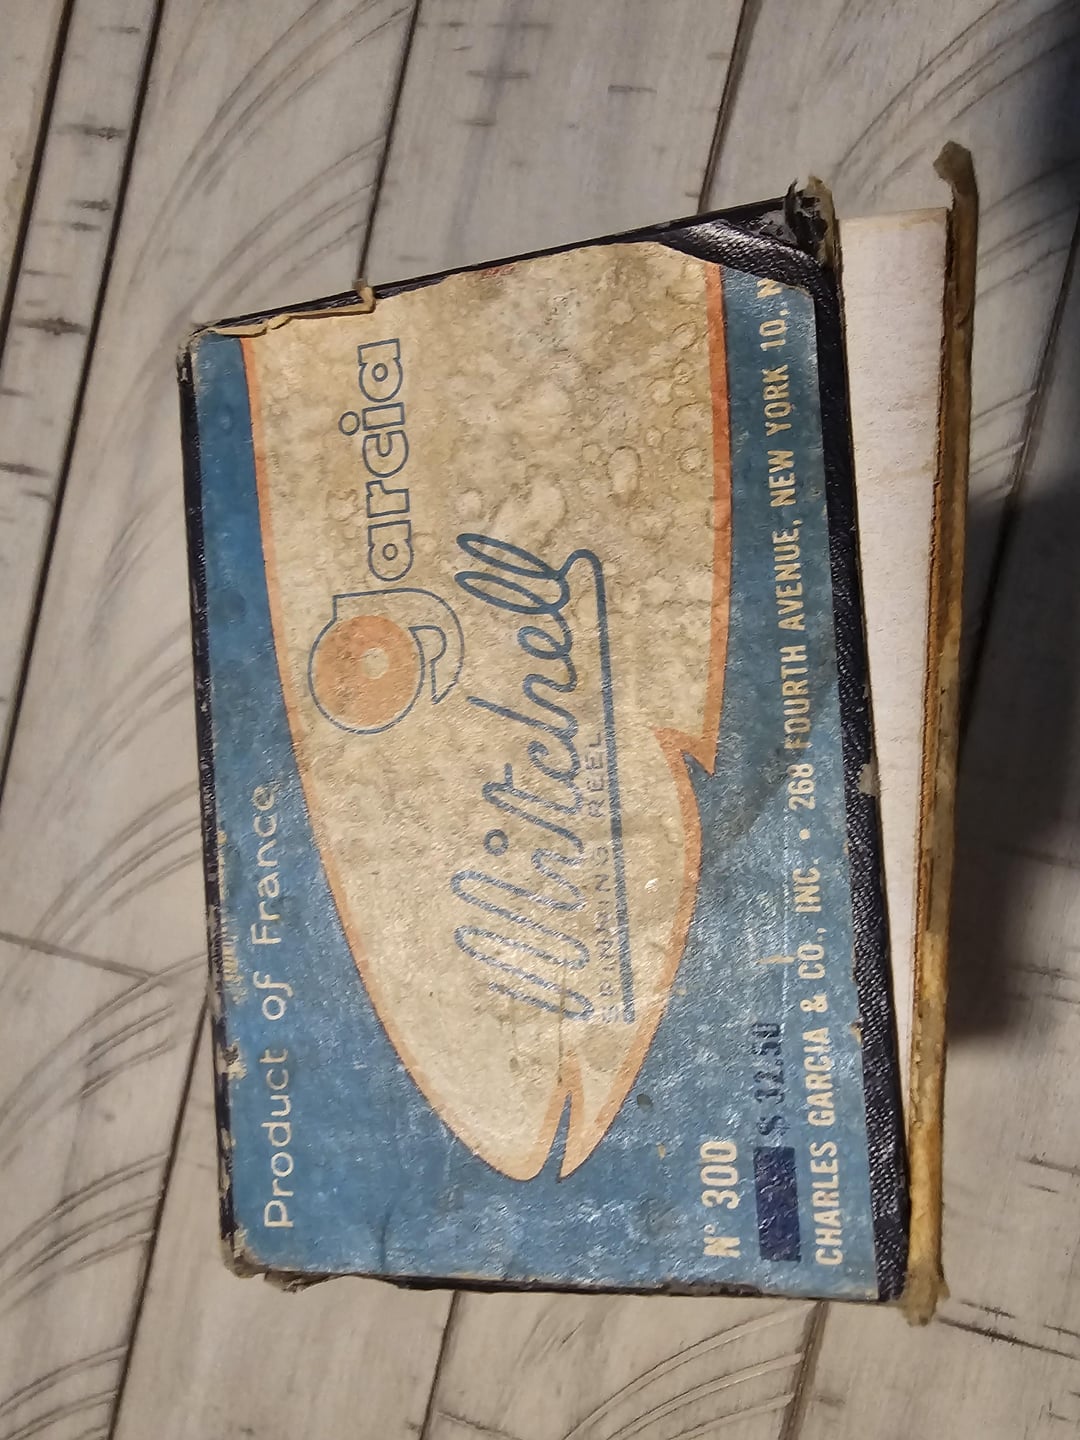 Product of France
garcia
Mitchell
SPINNING REEL
N° 300
$ 32.50
CHARLES GARCIA & CO., INC. • 268 FOURTH AVENUE, NEW YORK 10, N